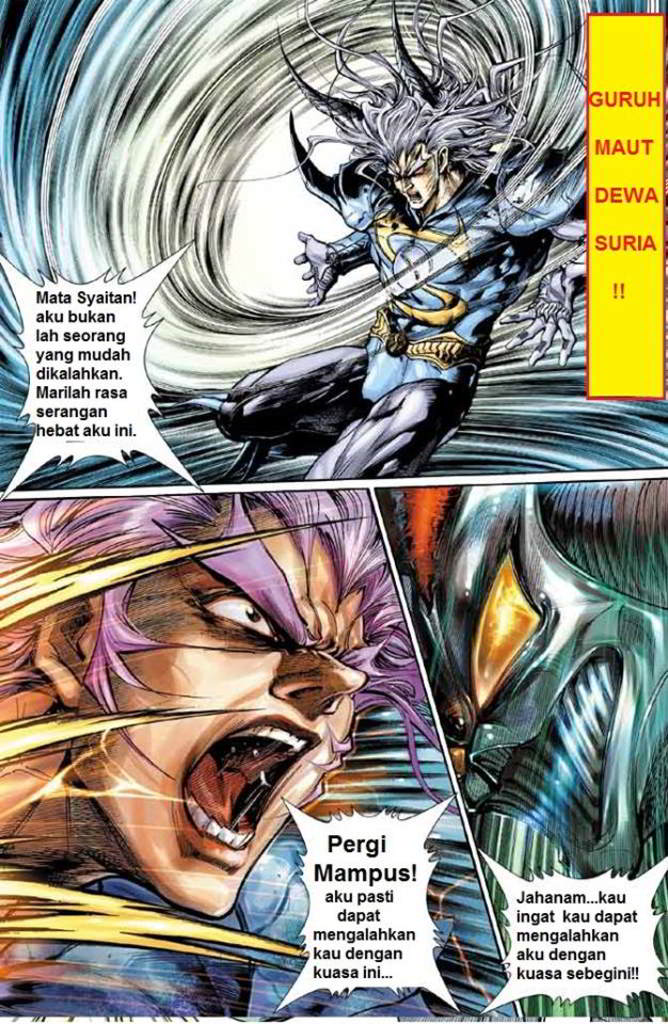 GURUH
MAUT
DEWA
SURIA
!!
Mata Syaitan!
aku bukan
lah seorang
yang mudah
dikalahkan.
Marilah rasa
serangan
hebat aku ini.
Pergi
Mampus!
aku pasti
dapat
mengalahkan
kau dengan
kuasa ini...
Jahanam...kau
ingat kau dapat
mengalahkan
aku dengan
kuasa sebegini!!